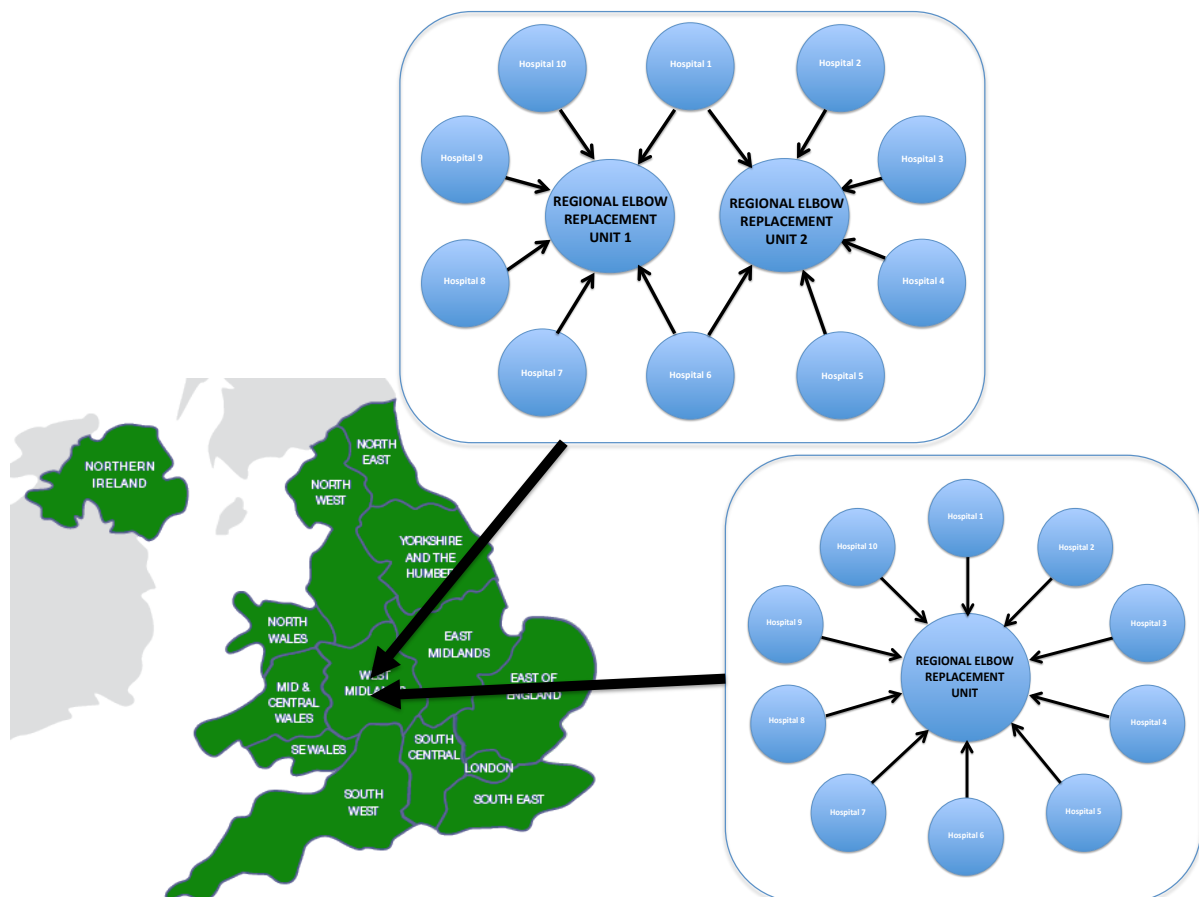 Hospital 10
Hospital 1
Hospital 2
Hospital 9
Hospital 3
REGIONAL ELBOW
REPLACEMENT
UNIT 1
REGIONAL ELBOW
REPLACEMENT
UNIT 2
Hospital 8
Hospital 4
Hospital 7
Hospital 6
Hospital 5
NORTHERN
IRELAND
NORTH
EAST
NORTH
WEST
YORKSHIRE
AND THE
HUMBER
NORTH
WALES
EAST
MIDLANDS
WEST
MIDLANDS
MID &
CENTRAL
WALES
EAST OF
ENGLAND
SE WALES
SOUTH
CENTRAL
LONDON
SOUTH
WEST
SOUTH EAST
Hospital 1
Hospital 10
Hospital 2
Hospital 9
Hospital 3
REGIONAL ELBOW
REPLACEMENT
UNIT
Hospital 8
Hospital 4
Hospital 7
Hospital 5
Hospital 6